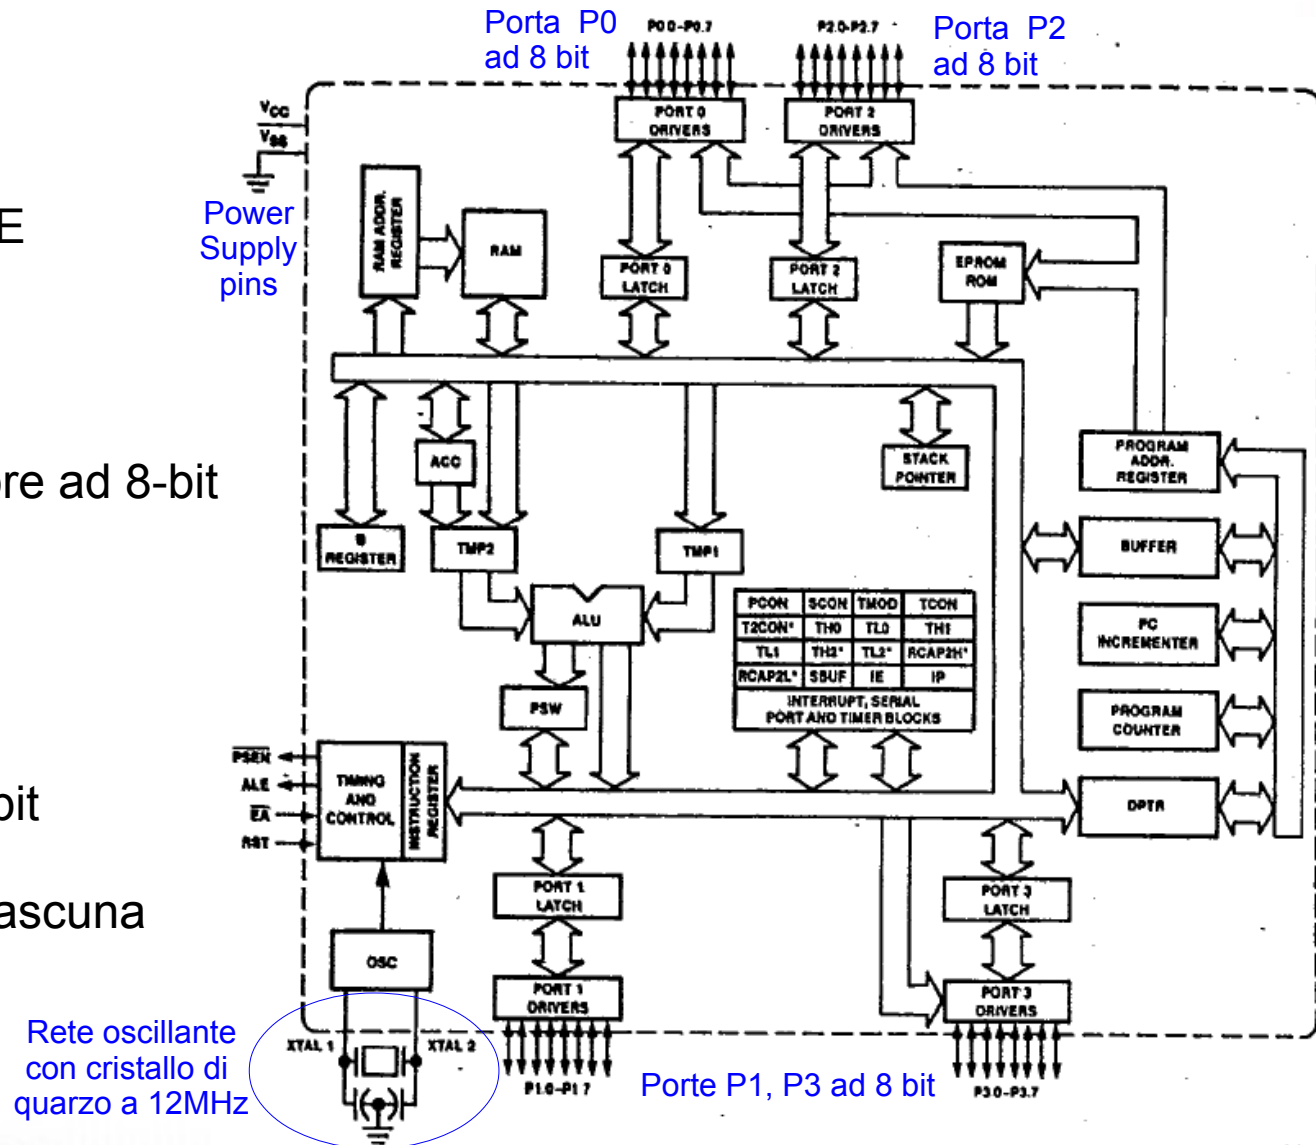 Porta P0
ad 8 bit
P0.0-P0.7
P2.0-P2.7
Porta P2
ad 8 bit
VCC
VSS
Power
Supply
pins
E
ore ad 8-bit
bit
ascuna
PORT 0
DRIVERS
PORT 2
DRIVERS
RAM ADDR.
REGISTER
RAM
PORT 0
LATCH
PORT 2
LATCH
EPROM
ROM
ACC
STACK
POINTER
PROGRAM
ADDR.
REGISTER
B
REGISTER
TMP2
TMP1
BUFFER
ALU
PCON SCON TMOD TCON
T2CON* TH0 TL0 TH1
TL1 TH2* TL2* RCAP2H*
RCAP2L* SBUF IE IP
INTERRUPT, SERIAL
PORT AND TIMER BLOCKS
PC
INCREMENTER
PSW
PROGRAM
COUNTER
PSEN
ALE
EA
RST
TIMING
AND
CONTROL
INSTRUCTION
REGISTER
DPTR
PORT 1
LATCH
PORT 3
LATCH
OSC
PORT 1
DRIVERS
PORT 3
DRIVERS
Rete oscillante
con cristallo di
quarzo a 12MHz
XTAL 1
XTAL 2
P1.0-P1.7
Porte P1, P3 ad 8 bit
P3.0-P3.7